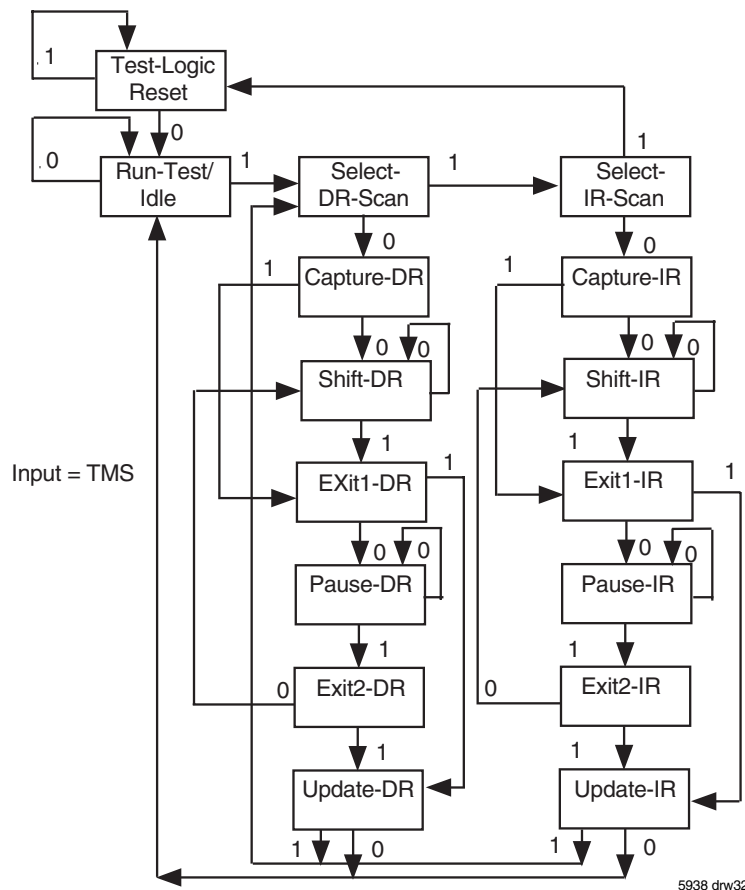 1
Test-Logic
Reset
0
0
Run-Test/
Idle
1
Select-
DR-Scan
1
Select-
IR-Scan
1
0
0
1
Capture-DR
1
Capture-IR
0
0
0
0
Shift-DR
Shift-IR
1
1
Input = TMS
EXit1-DR
1
Exit1-IR
1
0
0
0
0
Pause-DR
Pause-IR
1
1
0
Exit2-DR
0
Exit2-IR
1
1
Update-DR
Update-IR
1
0
1
0
5938 drw32